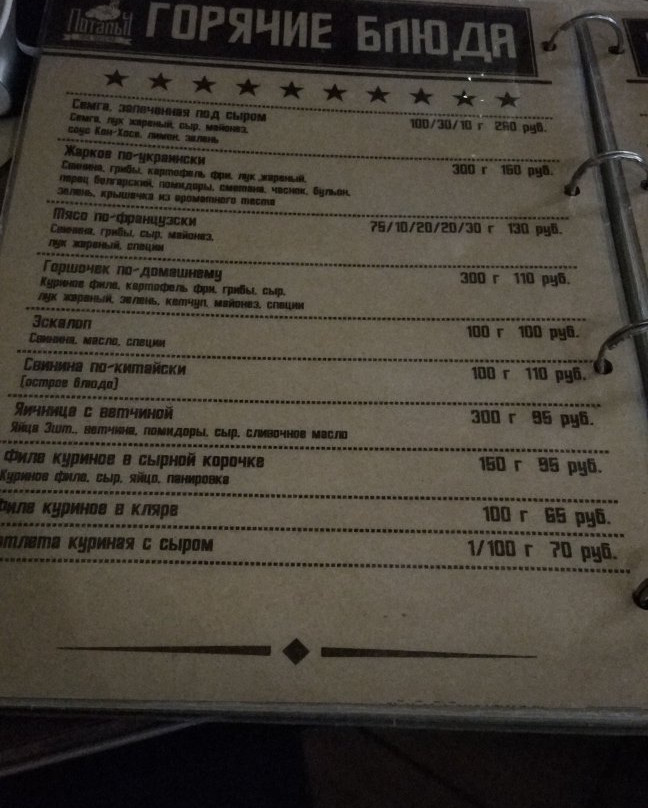 Потапыч
ГОРЯЧИЕ БЛЮДА
Семга, запеченная под сыром 100/30/10 г 280 руб.
Семга, лук жареный, сыр, майонез,
соус Кон-Хосе, лимон, зелень
Жаркое по-украински 300 г 160 руб.
Свинина, грибы, картофель фри, лук жареный,
перец болгарский, помидоры, сметана, чеснок, бульон,
зелень, крышечка из ароматного теста
Мясо по-французски 75/10/20/20/30 г 130 руб.
Свинина, грибы, сыр, майонез,
лук жареный, специи
Горшочек по-домашнему 300 г 110 руб.
Куриное филе, картофель фри, грибы, сыр,
лук жареный, зелень, кетчуп, майонез, специи
Эскалоп 100 г 100 руб.
Свинина, масло, специи
Свинина по-китайски 100 г 110 руб.
(острое блюдо)
Яичница с ветчиной 300 г 95 руб.
Яйца 3шт., ветчина, помидоры, сыр, сливочное масло
Филе куриное в сырной корочке 150 г 95 руб.
Куриное филе, сыр, яйцо, панировка
Филе куриное в кляре 100 г 65 руб.
отлета куриная с сыром 1/100 г 70 руб.